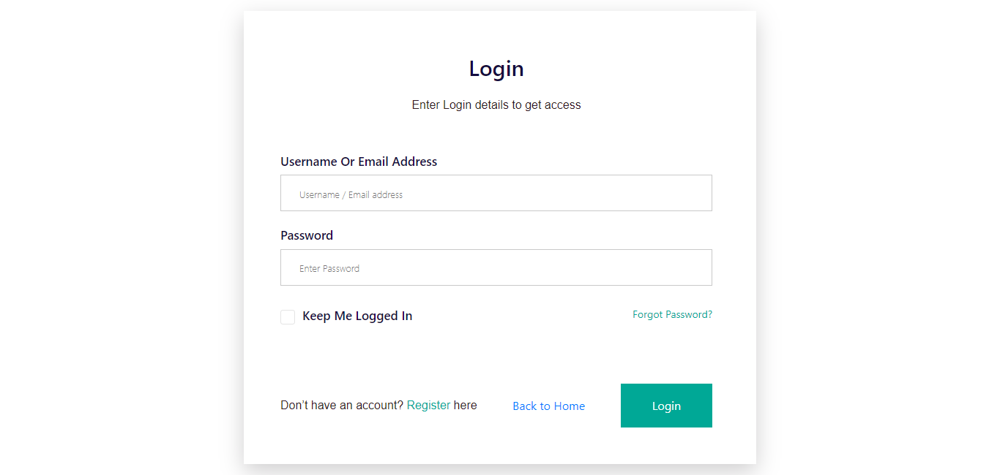 Login
Enter Login details to get access
Username Or Email Address
Username / Email address
Password
Enter Password
Keep Me Logged In
Forgot Password?
Don’t have an account? Register here
Back to Home
Login